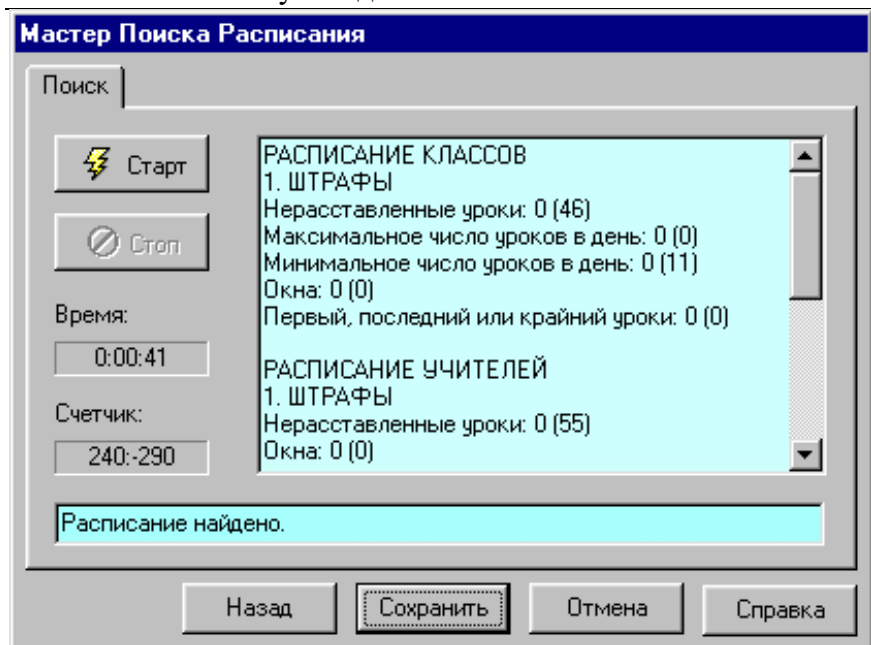 Мастер Поиска Расписания
Поиск
Старт
Стоп
Время:
0:00:41
Счетчик:
240:-290
РАСПИСАНИЕ КЛАССОВ
1. ШТРАФЫ
Нерасставленные уроки: 0 (46)
Максимальное число уроков в день: 0 (0)
Минимальное число уроков в день: 0 (11)
Окна: 0 (0)
Первый, последний или крайний уроки: 0 (0)
РАСПИСАНИЕ УЧИТЕЛЕЙ
1. ШТРАФЫ
Нерасставленные уроки: 0 (55)
Окна: 0 (0)
Расписание найдено.
Назад
Сохранить
Отмена
Справка